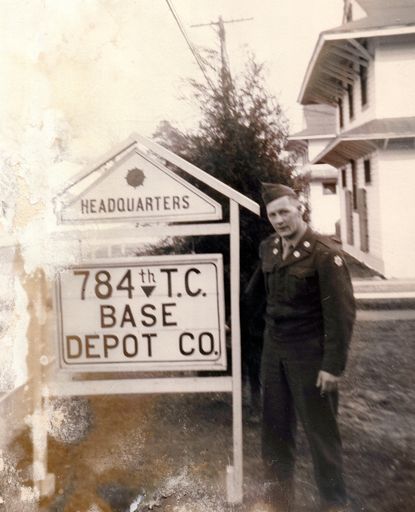 HEADQUARTERS
784th T.C.
BASE
DEPOT CO.